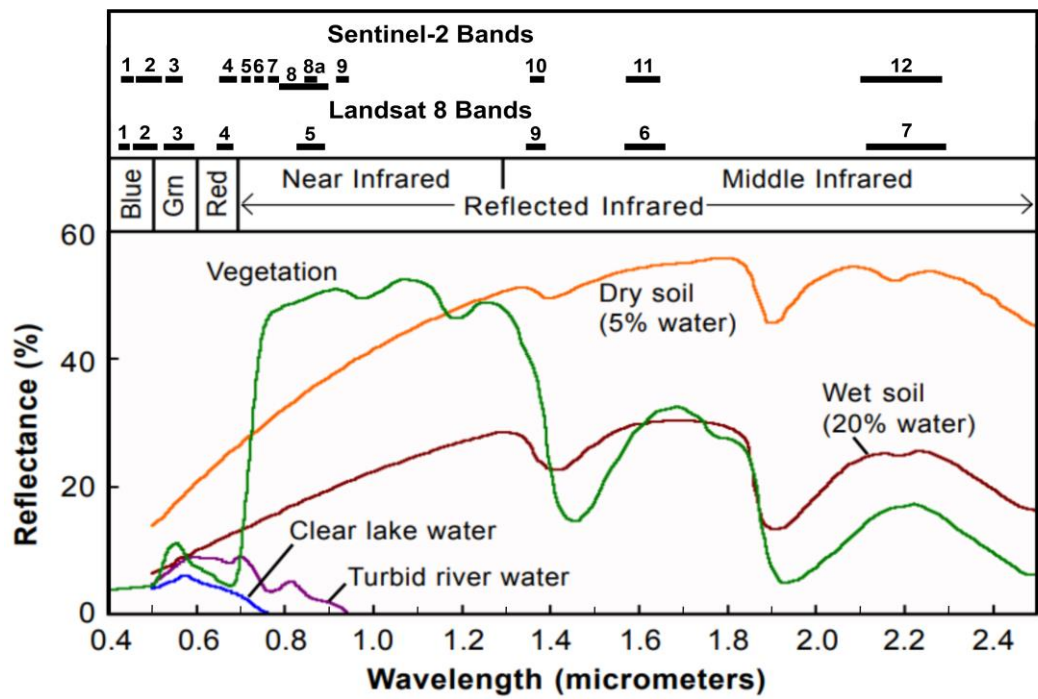 Sentinel-2 Bands
1 2 3 4 5 6 7 8 8a 9 10 11 12
Landsat 8 Bands
1 2 3 4 5 9 6 7
Blue Grn Red Near Infrared Middle Infrared
Reflected Infrared
60
40
20
0
Reflectance (%)
Vegetation
Dry soil
(5% water)
Wet soil
(20% water)
Clear lake water
Turbid river water
0.4 0.6 0.8 1.0 1.2 1.4 1.6 1.8 2.0 2.2 2.4
Wavelength (micrometers)